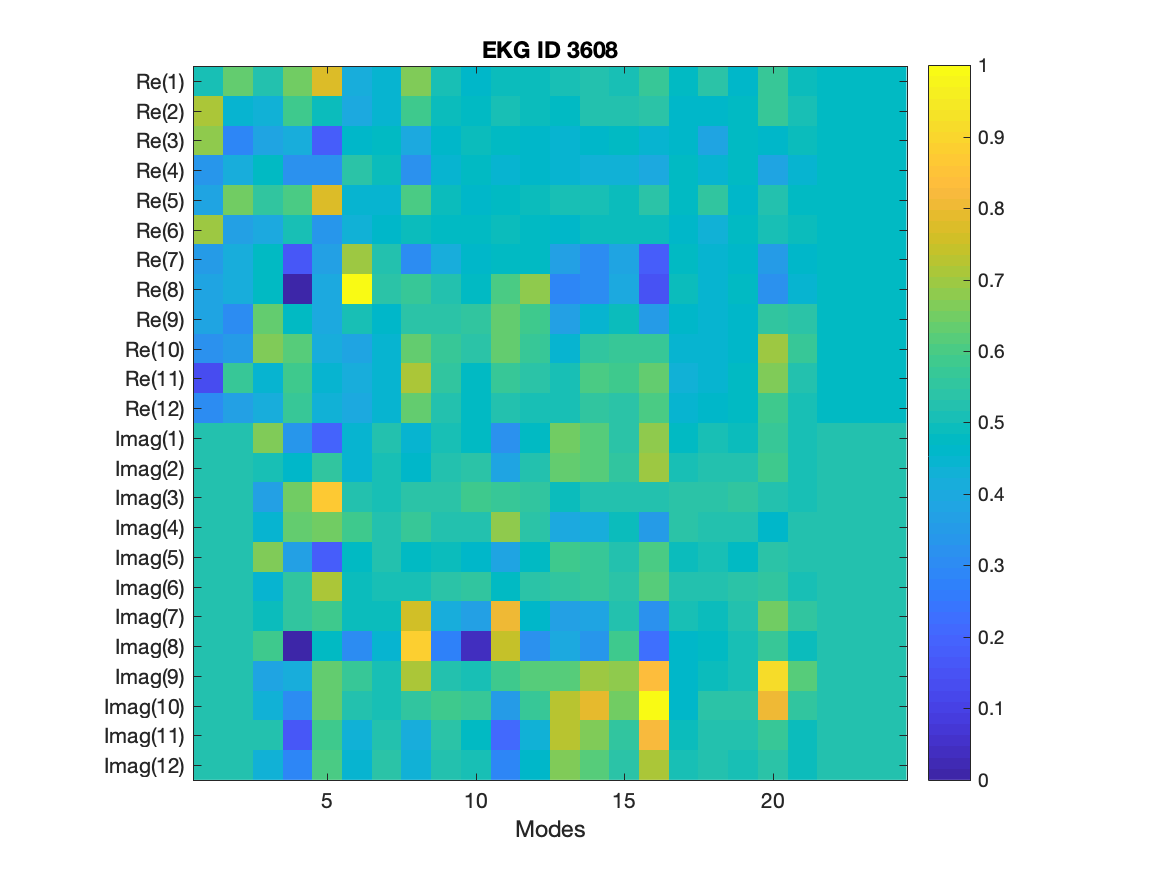 EKG ID 3608
Re(1)
Re(2)
Re(3)
Re(4)
Re(5)
Re(6)
Re(7)
Re(8)
Re(9)
Re(10)
Re(11)
Re(12)
Imag(1)
Imag(2)
Imag(3)
Imag(4)
Imag(5)
Imag(6)
Imag(7)
Imag(8)
Imag(9)
Imag(10)
Imag(11)
Imag(12)
5 10 15 20
Modes
1
0.9
0.8
0.7
0.6
0.5
0.4
0.3
0.2
0.1
0